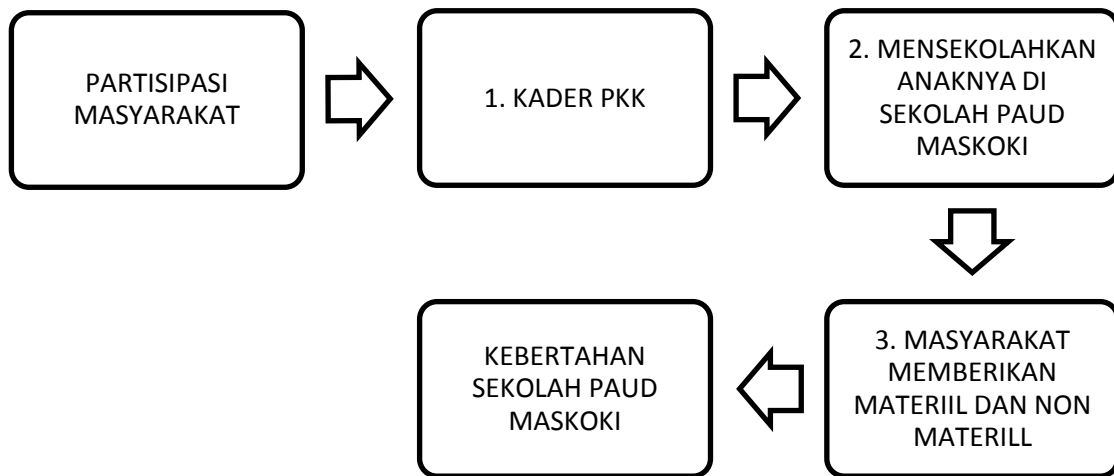 PARTISIPASI
MASYARAKAT
1. KADER PKK
2. MENSEKOLAHKAN
ANAKNYA DI
SEKOLAH PAUD
MASKOKI
3. MASYARAKAT
MEMBERIKAN
MATERIIL DAN NON
MATERILL
KEBERTAHAN
SEKOLAH PAUD
MASKOKI